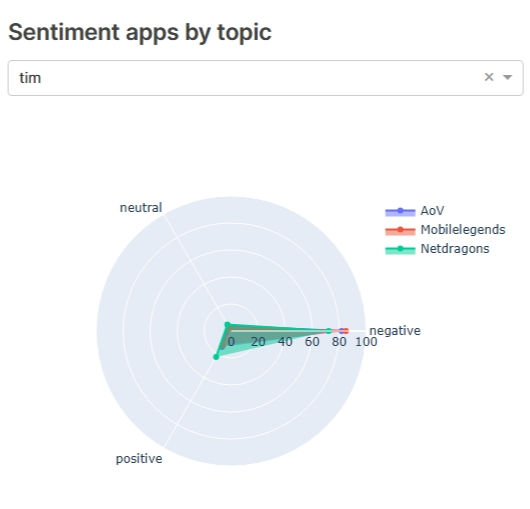 Sentiment apps by topic
tim
neutral
AoV
Mobilelegends
Netdragons
negative
0 20 40 60 80 100
positive